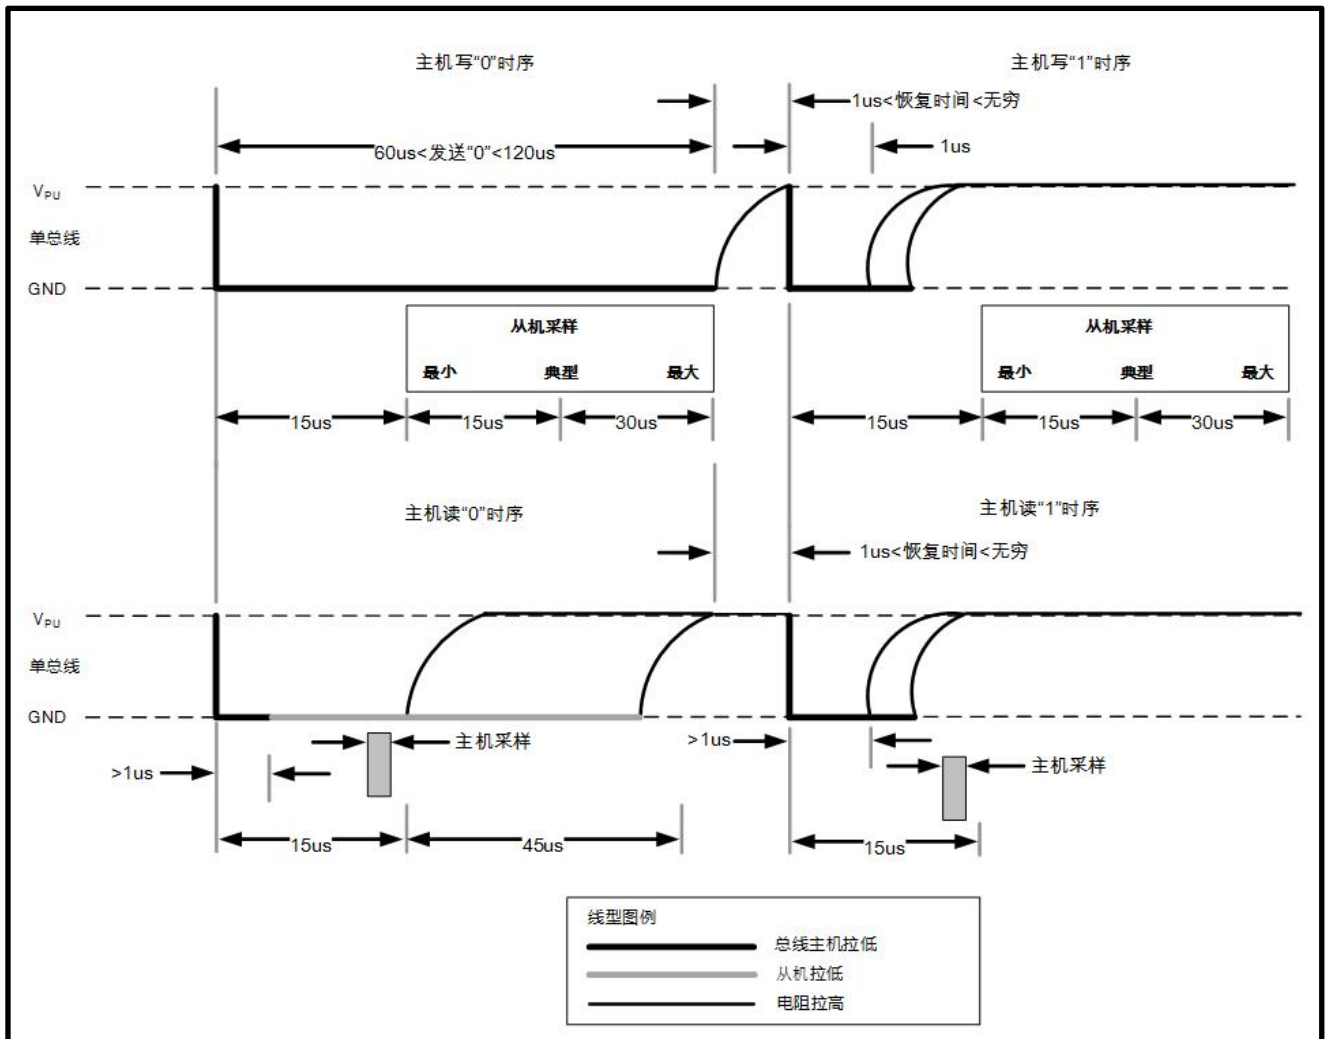 主机写“0”时序
主机写“1”时序
1us<恢复时间<无穷
60us<发送“0”<120us
1us
VPU
单总线
GND
从机采样
最小 典型 最大
从机采样
最小 典型 最大
15us 15us 30us
15us 15us 30us
主机读“0”时序
主机读“1”时序
1us<恢复时间<无穷
VPU
单总线
GND
主机采样
>1us
>1us
主机采样
15us 45us
15us
线型图例
总线主机拉低
从机拉低
电阻拉高